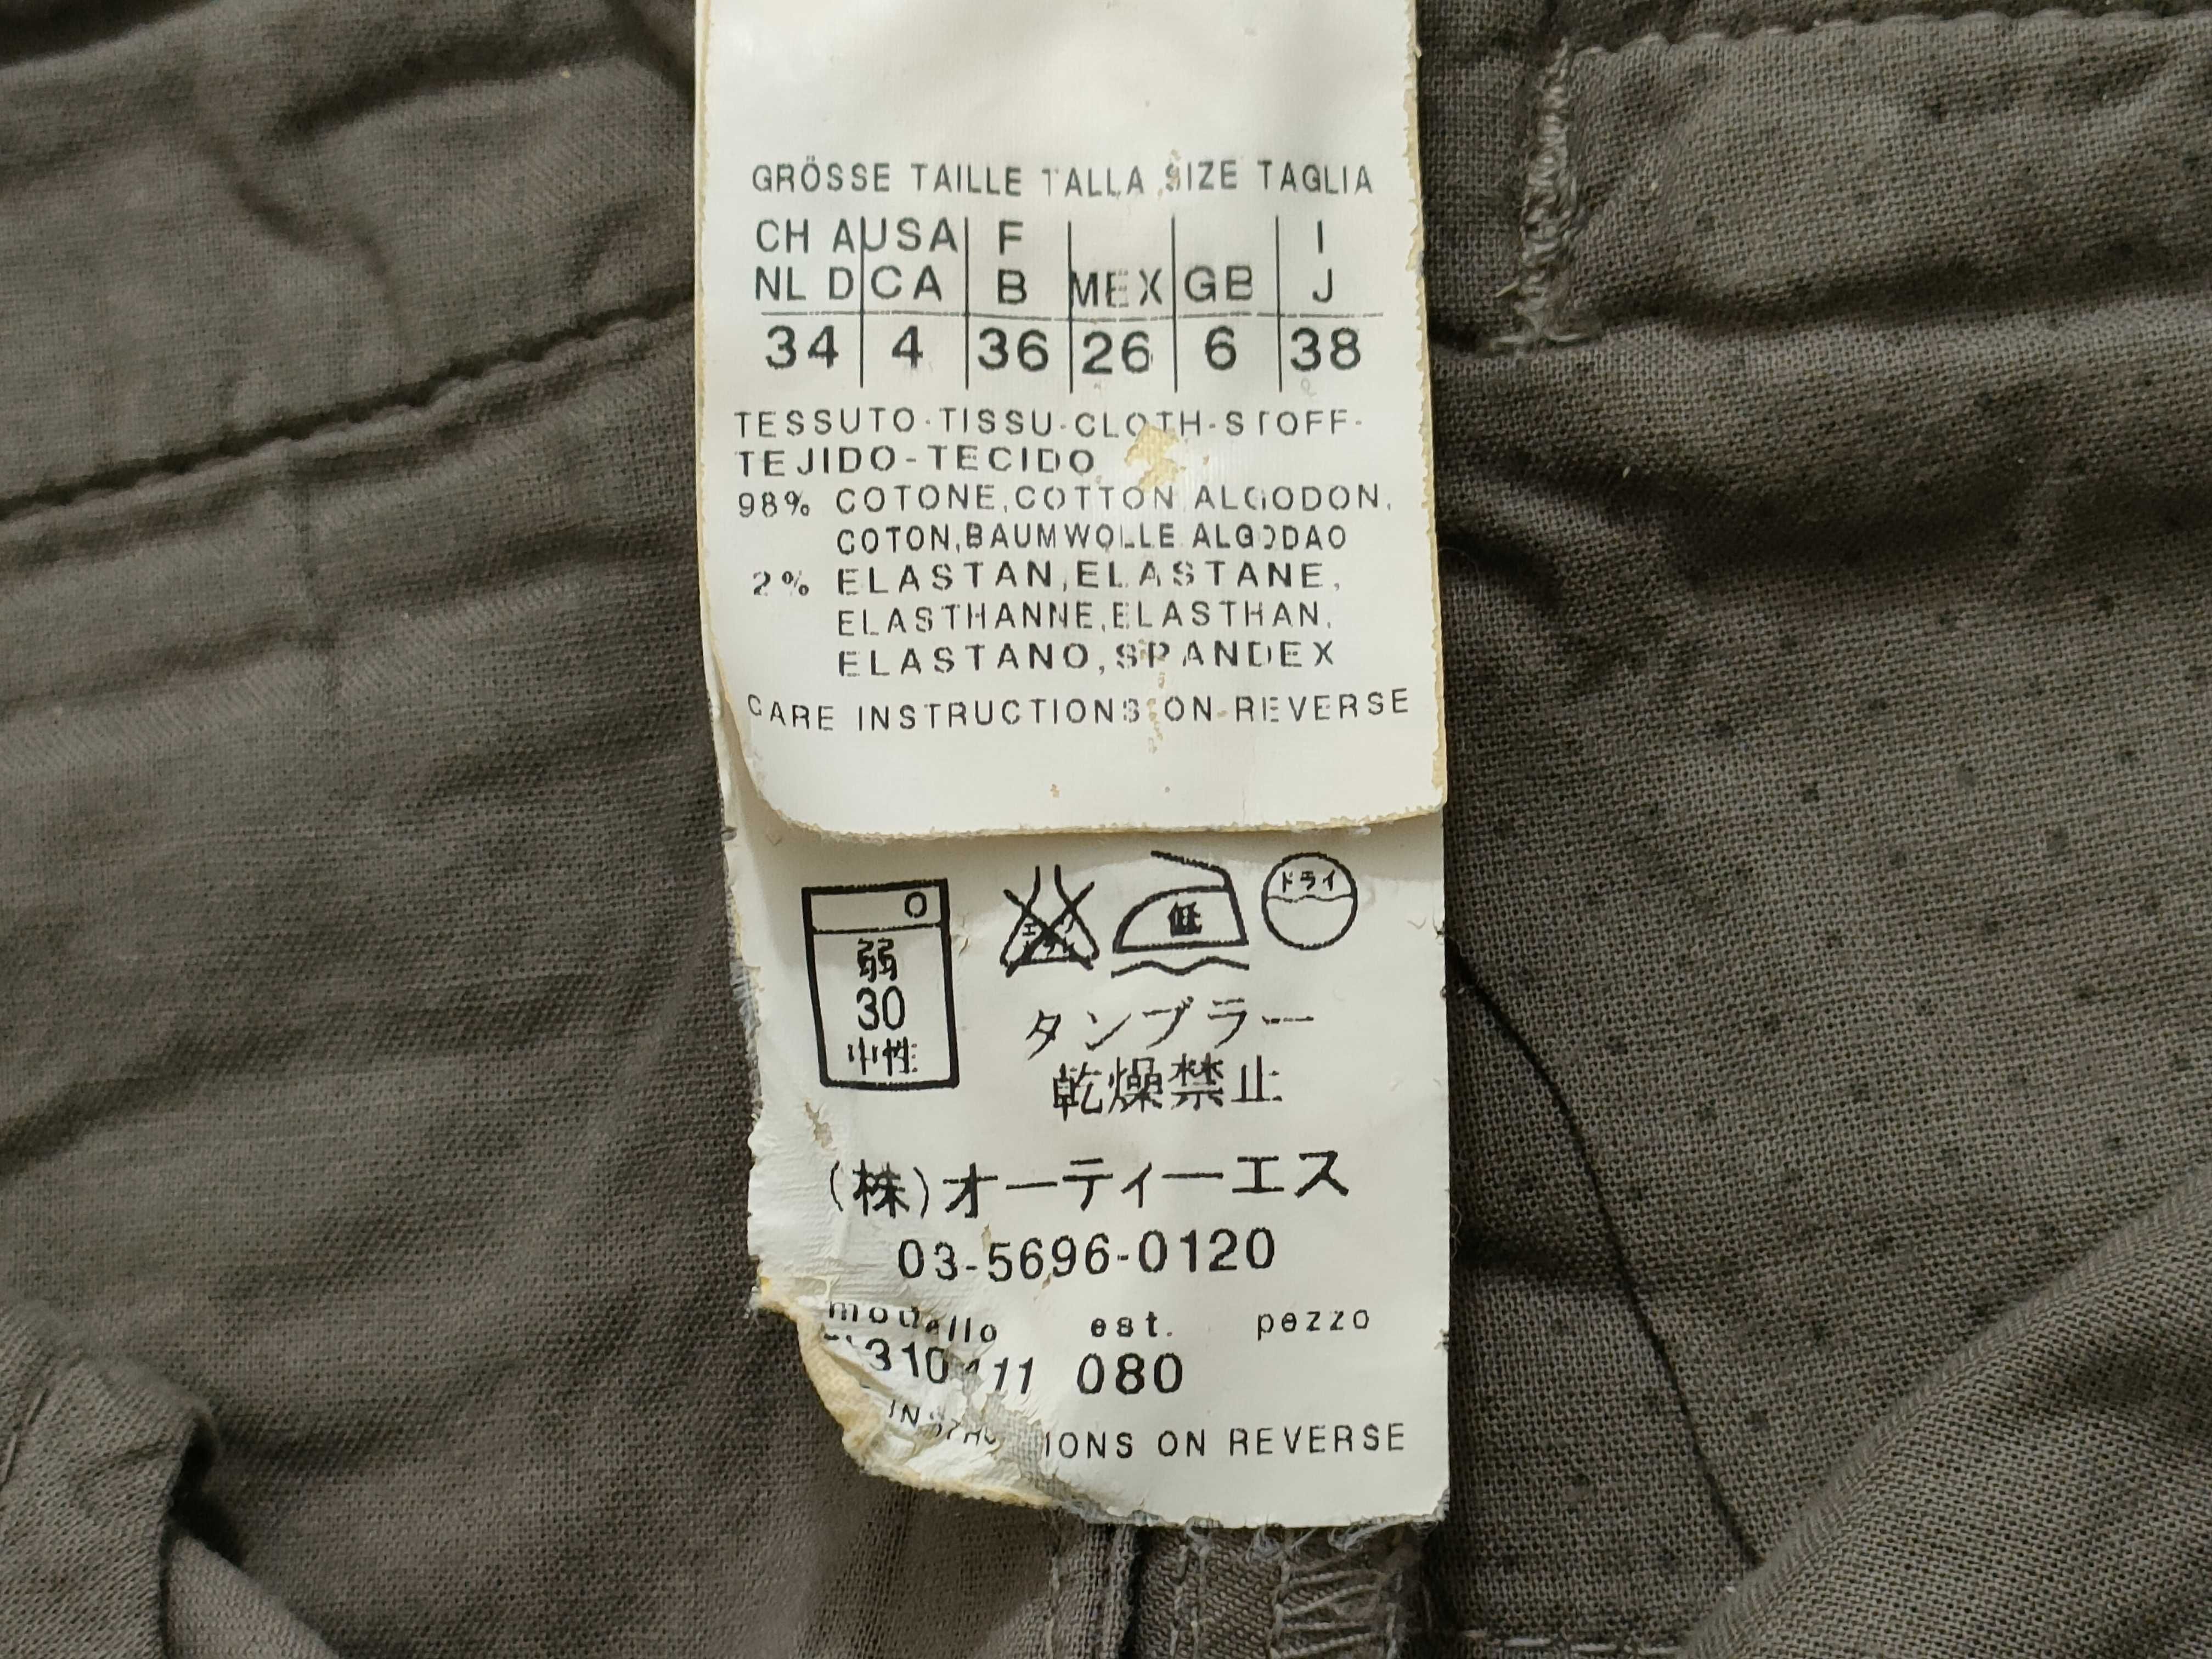 GRÖSSE TAILLE TALLA SIZE TAGLIA
CH A USA F I
NL D CA B MEX GB J
34 4 36 26 6 38
TESSUTO-TISSU-CLOTH-STOFF-
TEJIDO-TECIDO
98% COTONE,COTTON ALGODON,
COTON,BAUMWOLLE ALGODAO
2% ELASTAN,ELASTANE,
ELASTHANNE,ELASTHAN,
ELASTANO,SPANDEX
CARE INSTRUCTIONS ON REVERSE
弱
30
中性
低
ドライ
タンブラー
乾燥禁止
(株)オーティーエス
03-5696-0120
modello est. pezzo
080
INSTRUCTIONS ON REVERSE